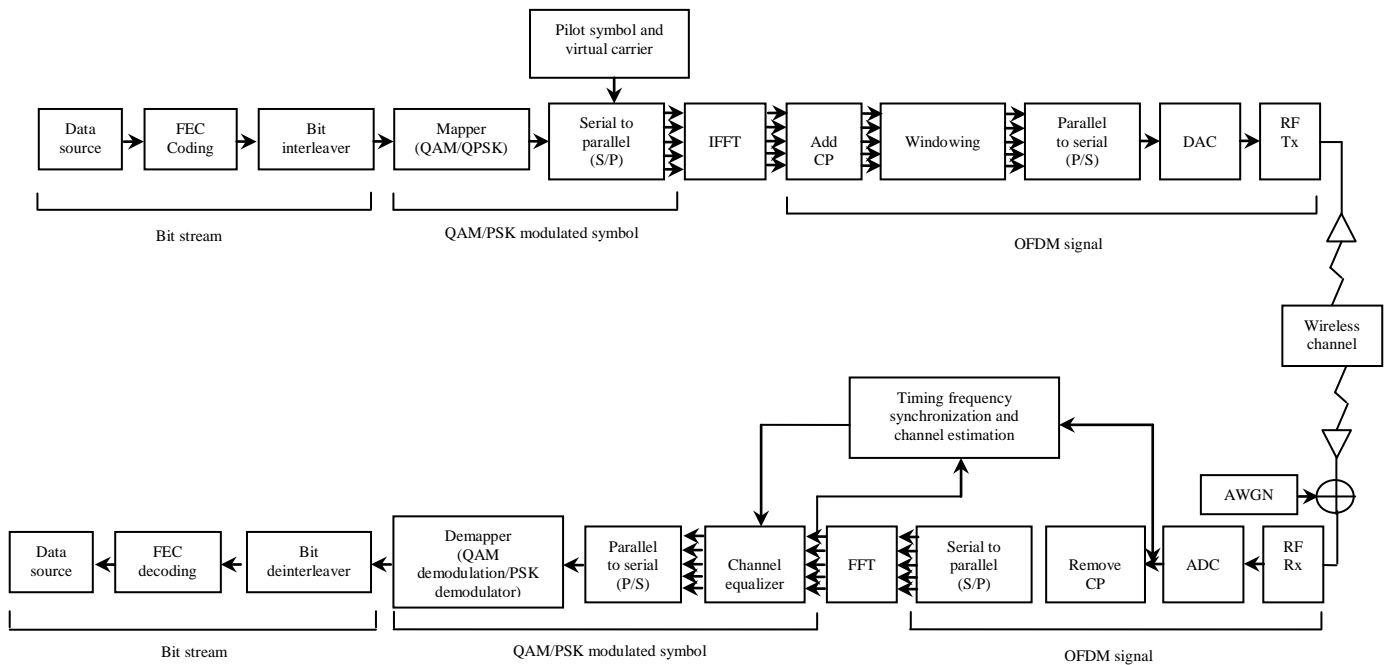 Pilot symbol and
virtual carrier
Data
source
FEC
Coding
Bit
interleaver
Mapper
(QAM/QPSK)
Serial to
parallel
(S/P)
IFFT
Add
CP
Windowing
Parallel
to serial
(P/S)
DAC
RF
Tx
Bit stream
QAM/PSK modulated symbol
OFDM signal
Wireless
channel
Timing frequency
synchronization and
channel estimation
AWGN
Data
source
FEC
decoding
Bit
deinterleaver
Demapper
(QAM
demodulation/PSK
demodulator)
Parallel
to serial
(P/S)
Channel
equalizer
FFT
Serial to
parallel
(S/P)
Remove
CP
ADC
RF
Rx
Bit stream
QAM/PSK modulated symbol
OFDM signal